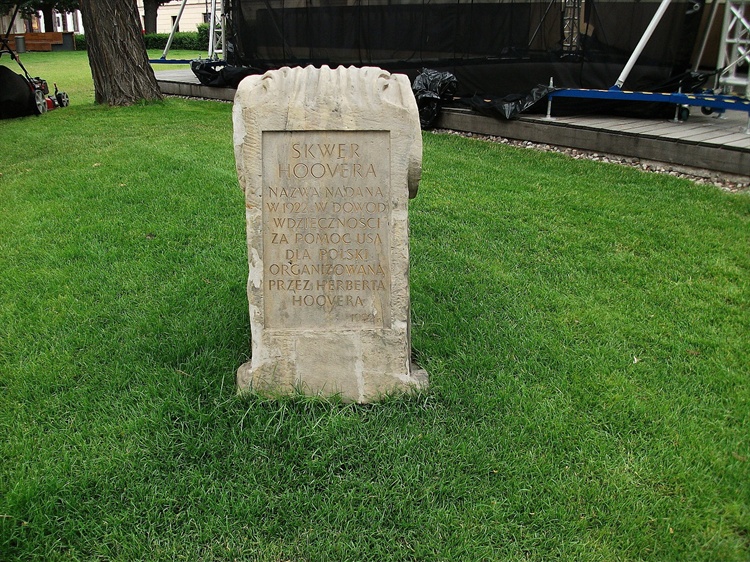 SKWER
HOOVERA
NAZWA NADANA
W 1922 W DOWÓD
WDZIĘCZNOŚCI
ZA POMOC USA
DLA POLSKI
ORGANIZOWANĄ
PRZEZ HERBERTA
HOOVERA